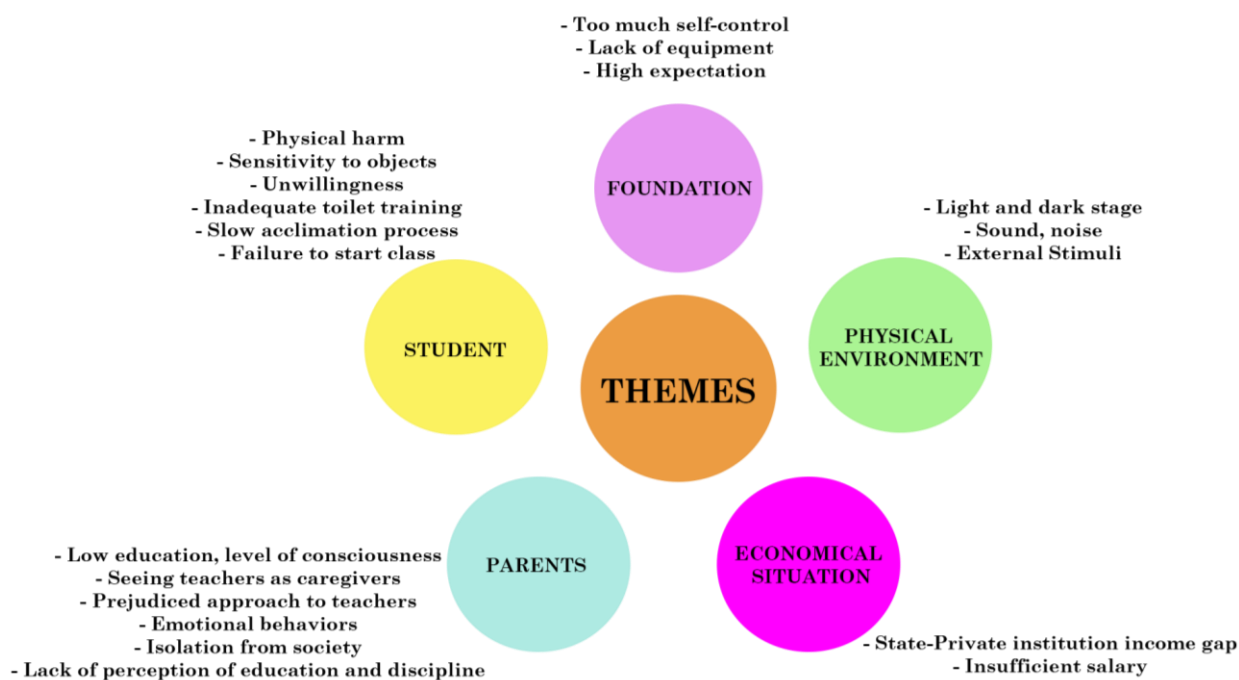 - Too much self-control
- Lack of equipment
- High expectation
FOUNDATION
- Physical harm
- Sensitivity to objects
- Unwillingness
- Inadequate toilet training
- Slow acclimation process
- Failure to start class
STUDENT
- Light and dark stage
- Sound, noise
- External Stimuli
PHYSICAL
ENVIRONMENT
THEMES
- Low education, level of consciousness
- Seeing teachers as caregivers
- Prejudiced approach to teachers
- Emotional behaviors
- Isolation from society
- Lack of perception of education and discipline
PARENTS
ECONOMICAL
SITUATION
- State-Private institution income gap
- Insufficient salary